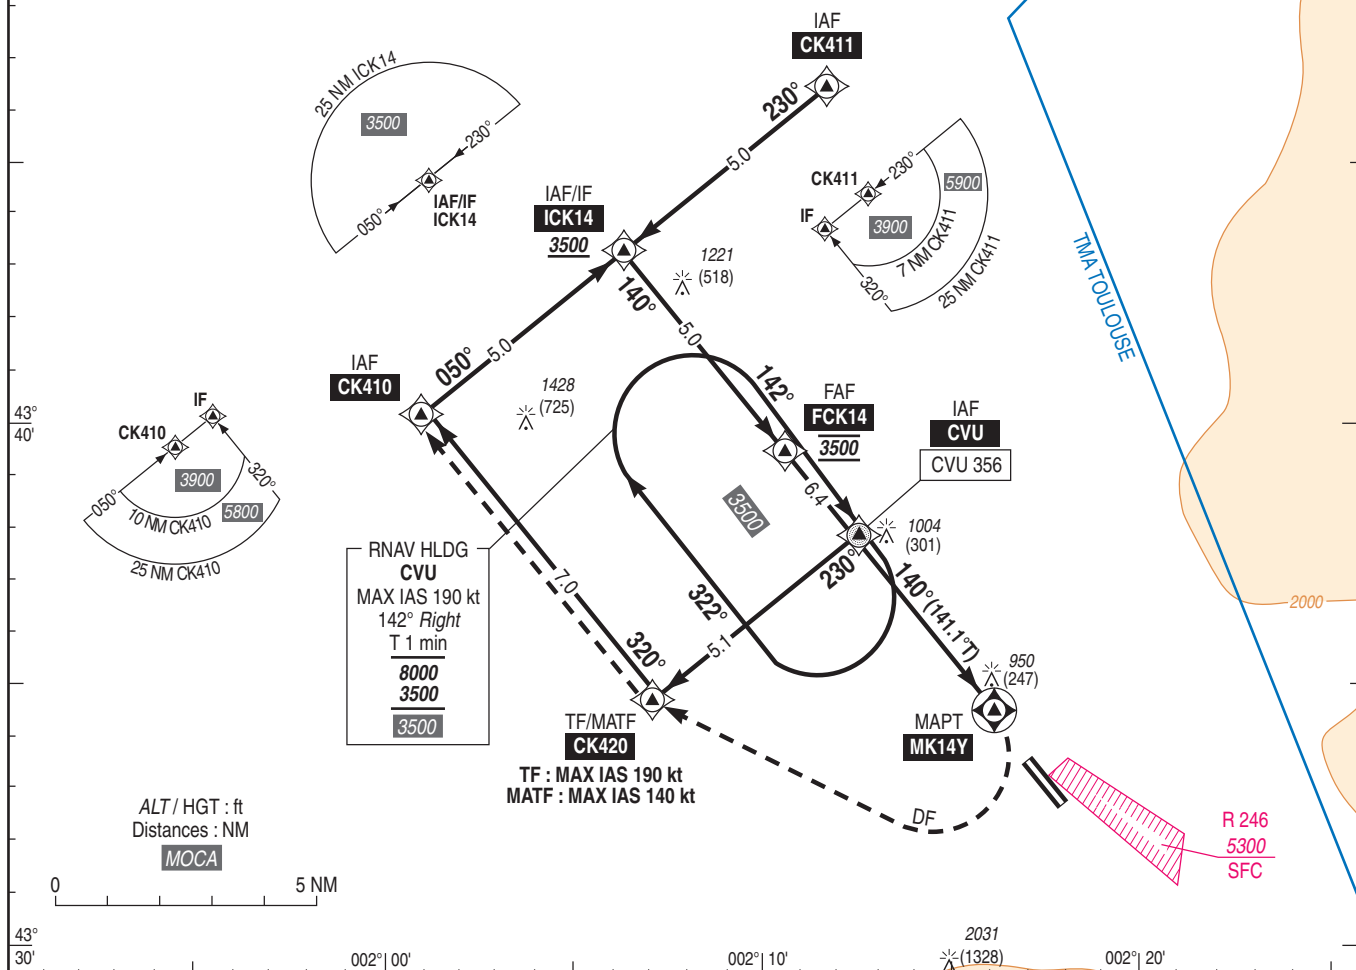 IAF
CK411
230°
5.0
25 NM ICK14
3500
230°
050°
IAF/IF
ICK14
IAF/IF
ICK14
3500
140°
5.0
1221
(518)
CK411
IF
230°
5900
3900
7 NM CK411
25 NM CK411
320°
TMA TOULOUSE
IAF
CK410
050°
5.0
1428
(725)
142°
FAF
FCK14
3500
IAF
CVU
CVU 356
43°
40'
IF
CK410
050°
3900
320°
10 NM CK410
5800
25 NM CK410
6.4
3500
1004
(301)
RNAV HLDG
CVU
MAX IAS 190 kt
142° Right
T 1 min
8000
3500
3500
7.0
322°
230°
140° (141.1°T)
5.1
320°
2000
950
(247)
MAPT
MK14Y
TF/MATF
CK420
TF : MAX IAS 190 kt
MATF : MAX IAS 140 kt
DF
R 246
5300
SFC
ALT / HGT : ft
Distances : NM
MOCA
0
5 NM
43°
30'
002° 00'
002° 10'
2031
(1328)
002° 20'